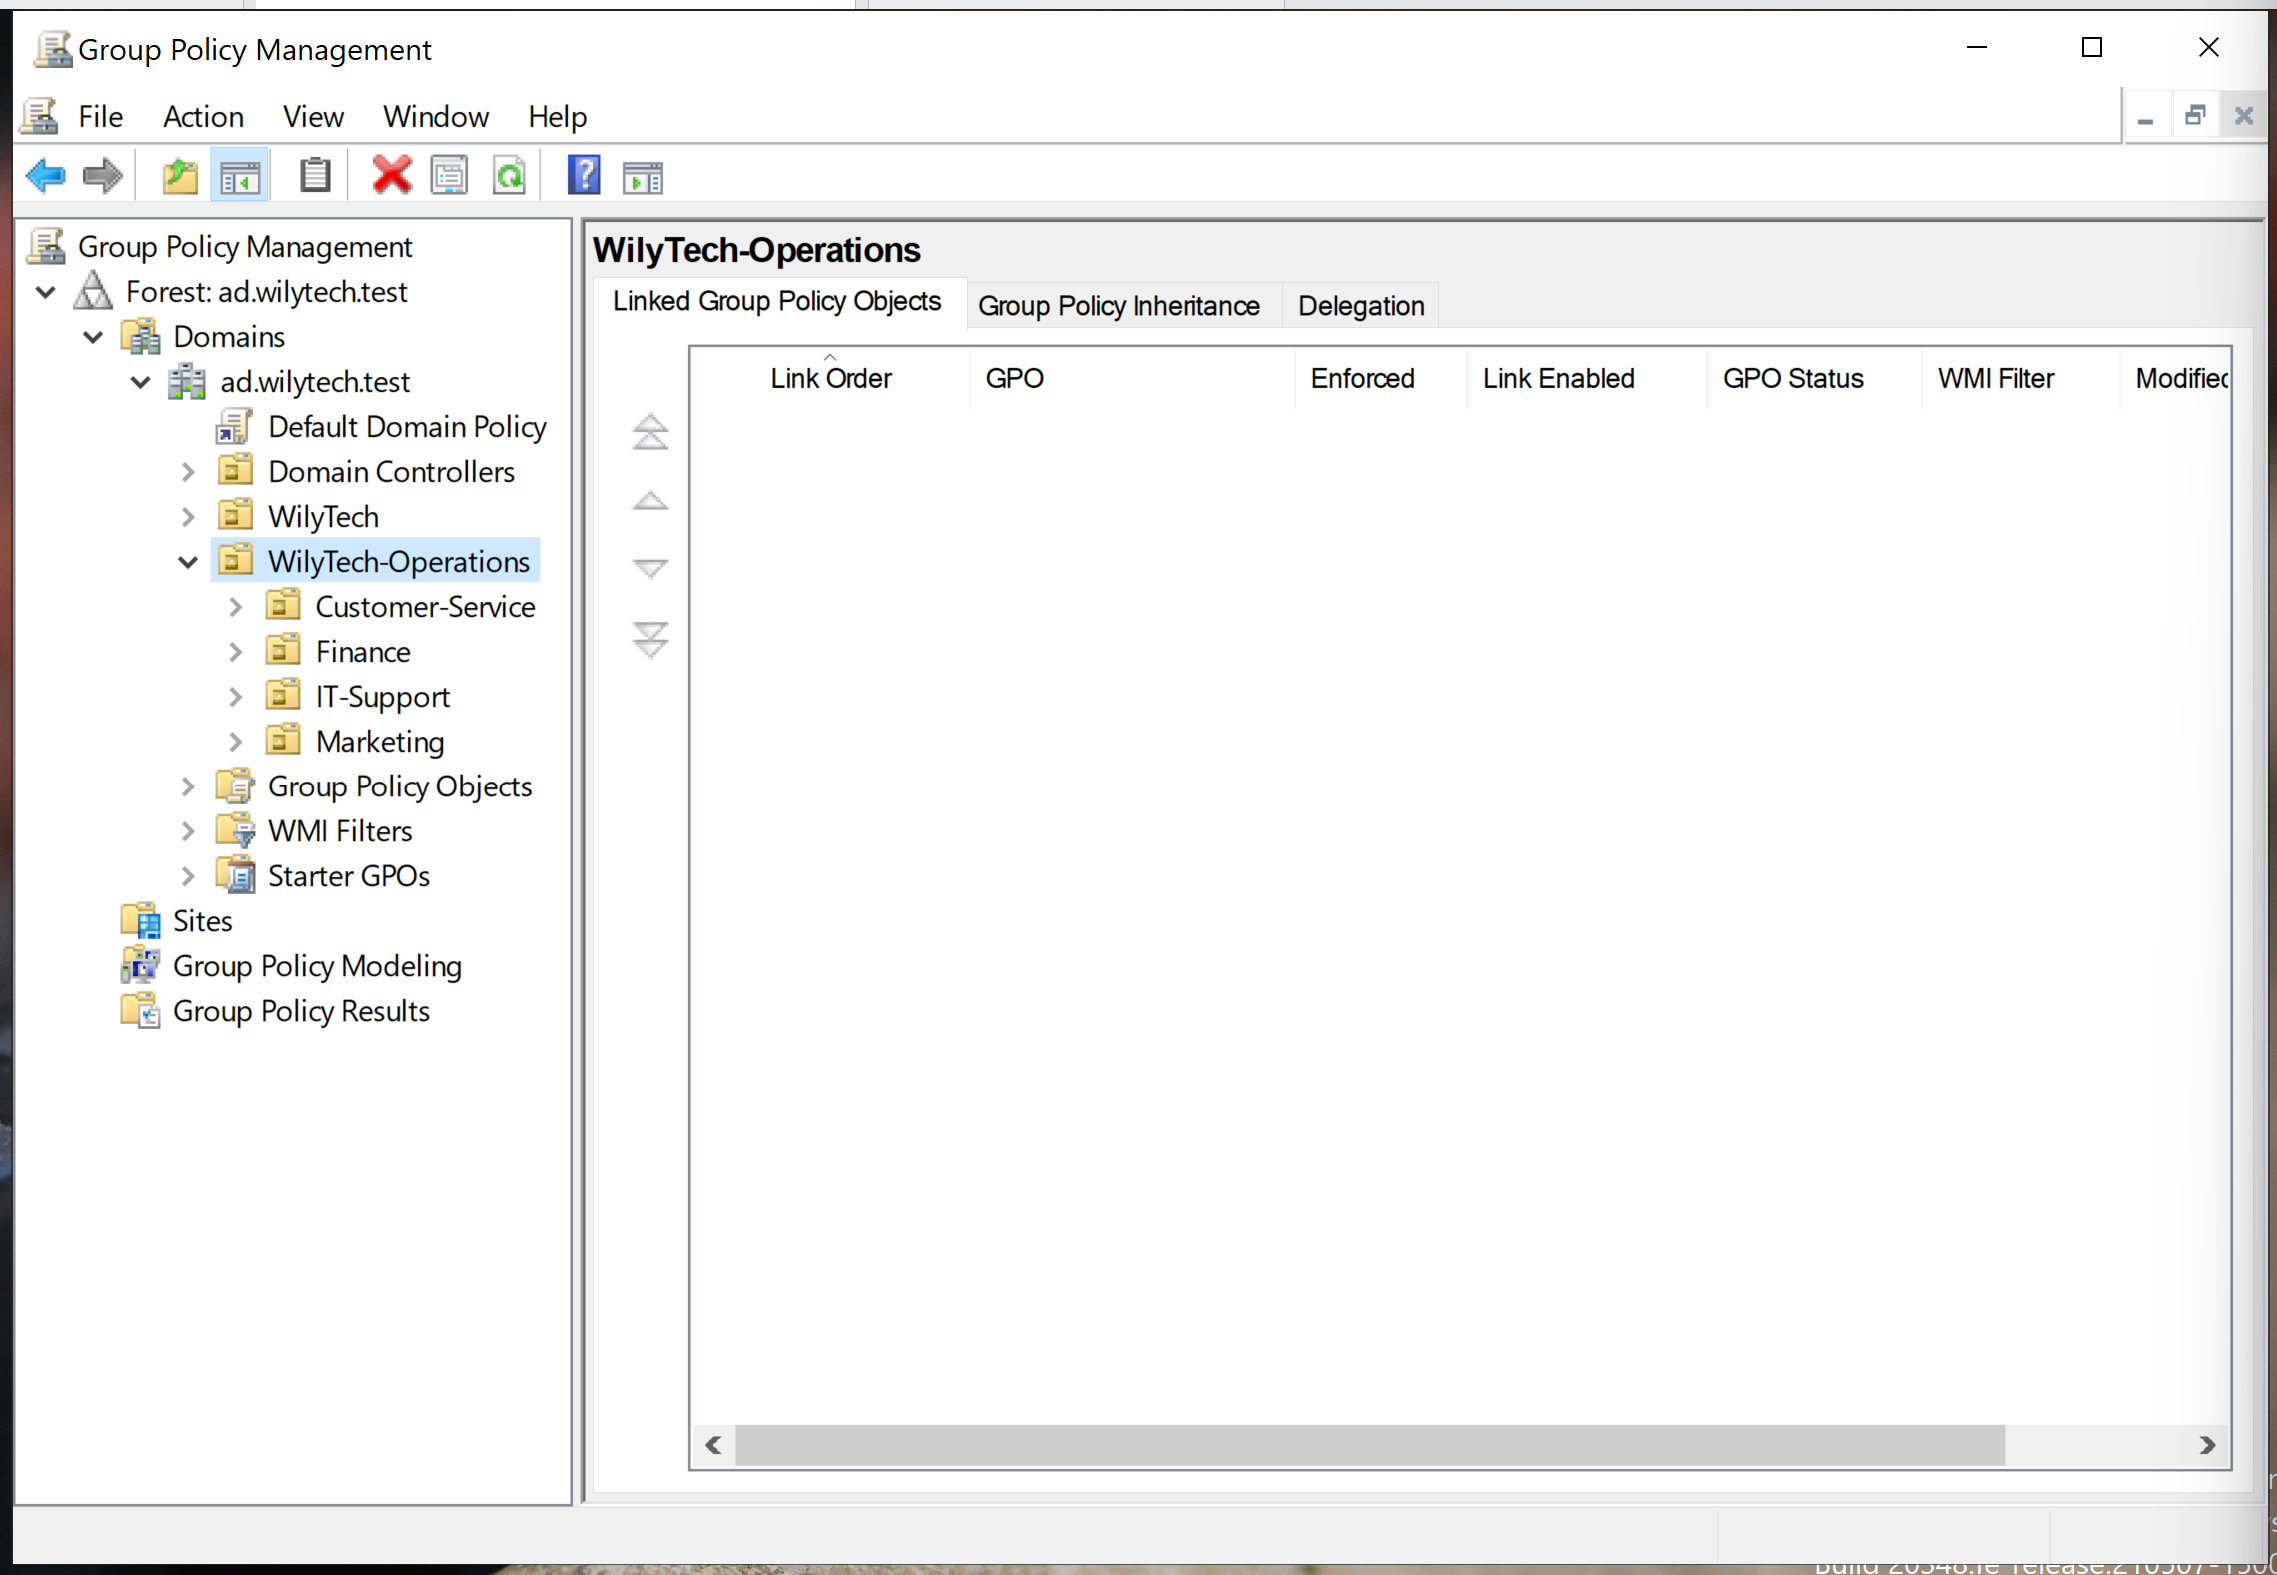 Group Policy Management
File Action View Window Help
Group Policy Management
Forest: ad.wilytech.test
Domains
ad.wilytech.test
Default Domain Policy
Domain Controllers
WilyTech
WilyTech-Operations
Customer-Service
Finance
IT-Support
Marketing
Group Policy Objects
WMI Filters
Starter GPOs
Sites
Group Policy Modeling
Group Policy Results
WilyTech-Operations
Linked Group Policy Objects Group Policy Inheritance Delegation
Link Order GPO Enforced Link Enabled GPO Status WMI Filter Modified